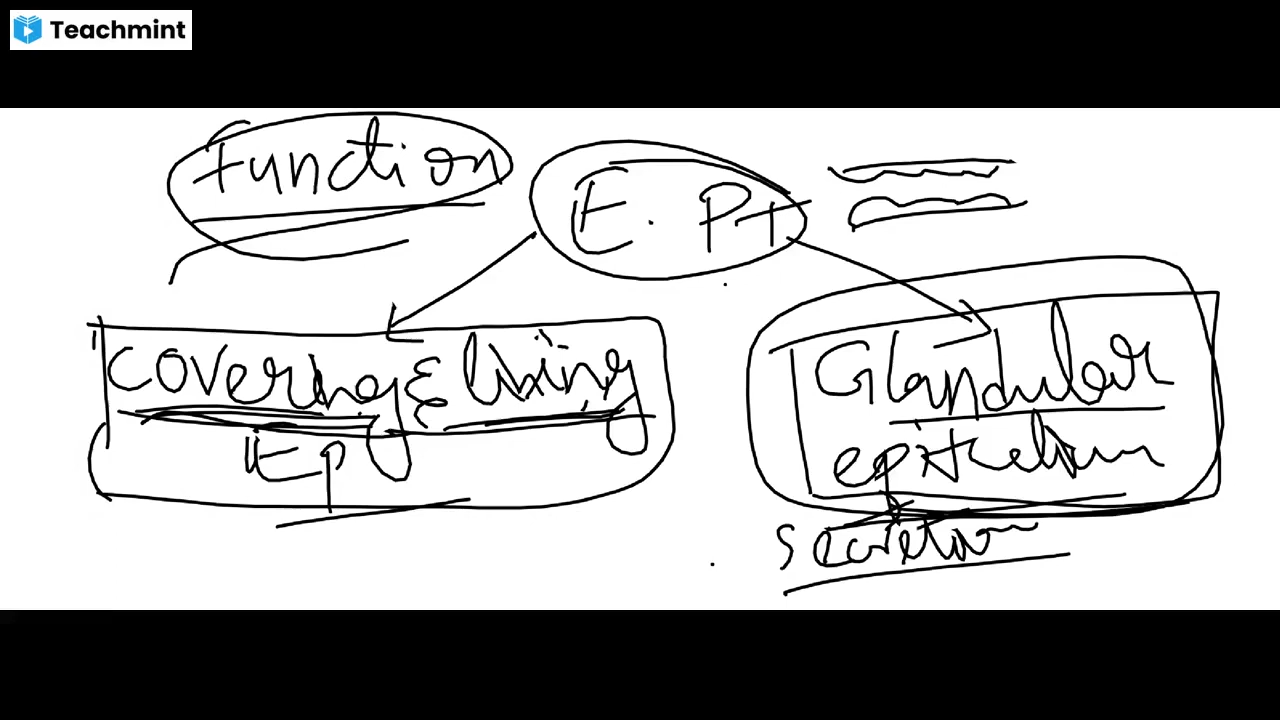 Teachmint
Function
E. PT
covering & lining
Ep
Glandular
epithelium
secretion